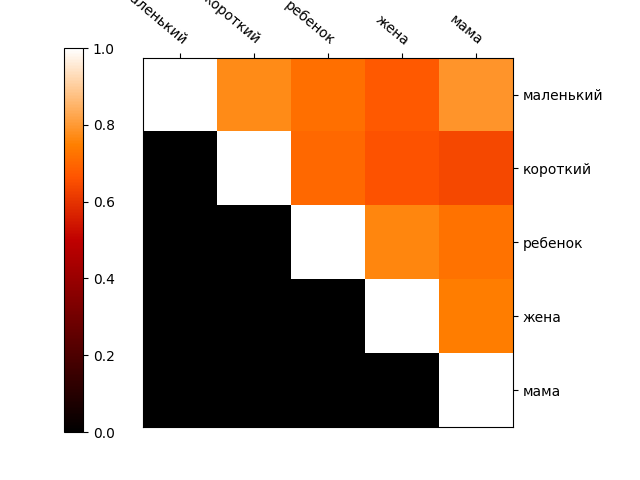 короткий
ребенок
жена
мама
1.0
0.8
0.6
0.4
0.2
0.0
маленький
короткий
ребенок
жена
мама